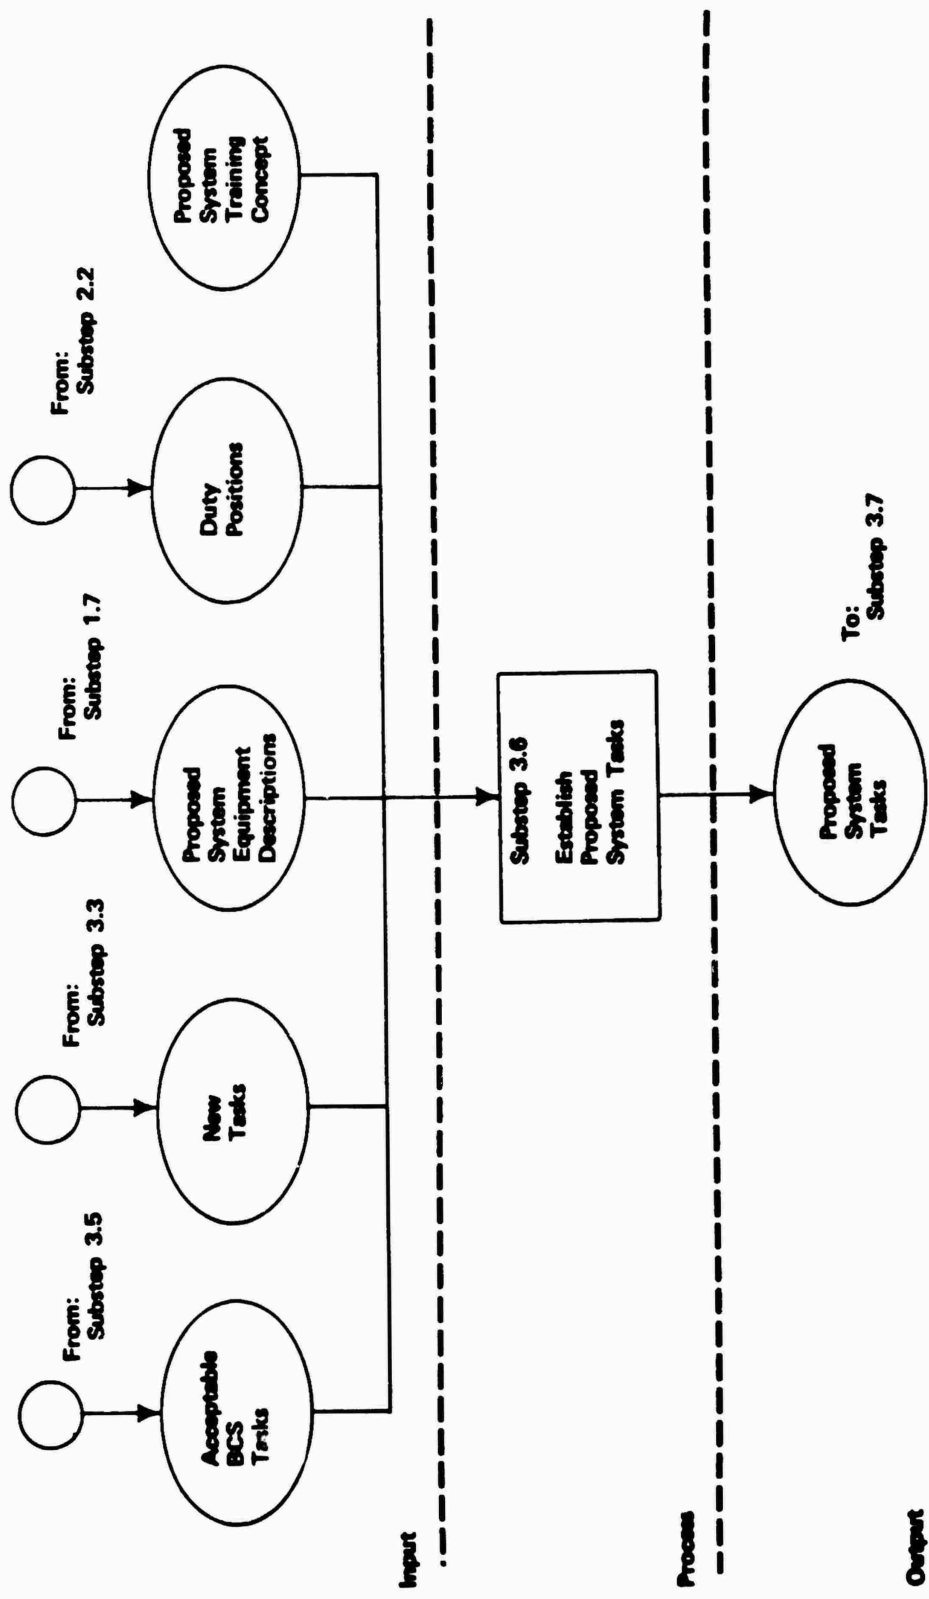 From:
Substep 3.5
From:
Substep 3.3
From:
Substep 1.7
From:
Substep 2.2
Acceptable
BCS
Tasks
New
Tasks
Proposed
System
Equipment
Descriptions
Duty
Positions
Proposed
System
Training
Concept
Input
Substep 3.6
Establish
Proposed
System Tasks
Process
To:
Substep 3.7
Proposed
System
Tasks
Output